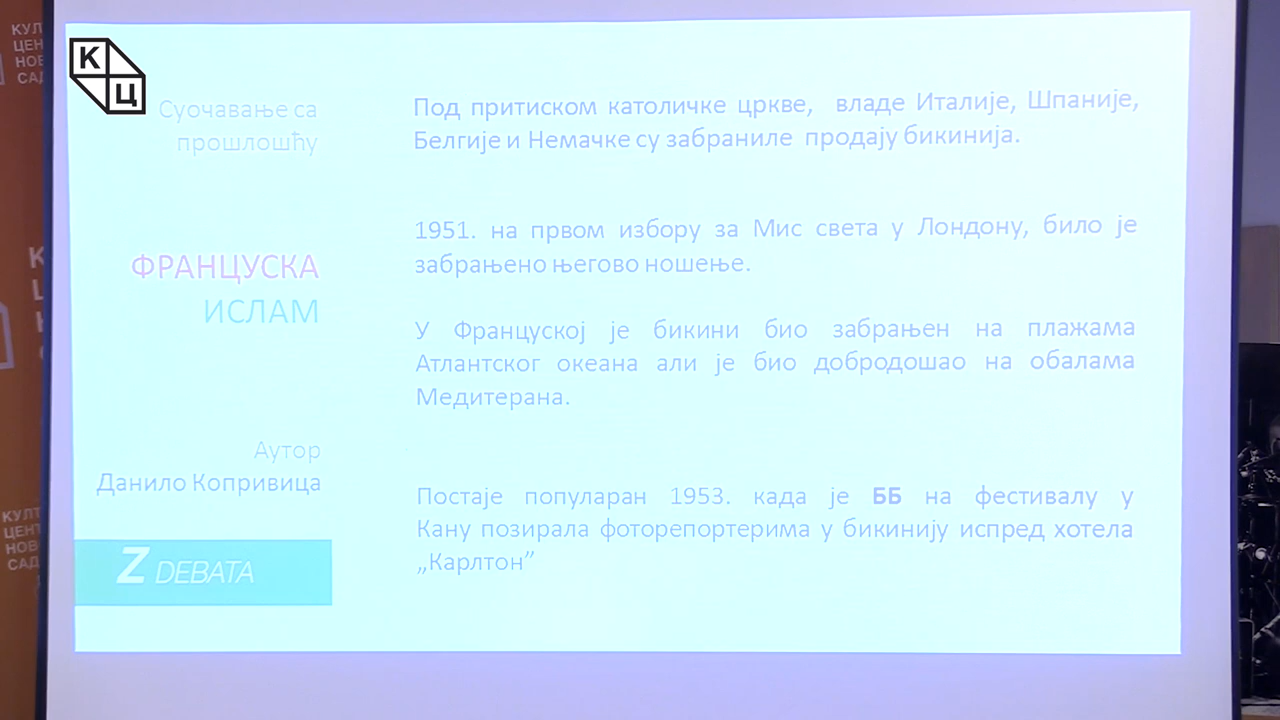 КЦ
Суочавање са
прошлошћу
ФРАНЦУСКА
ИСЛАМ
Аутор
Данило Копривица
Z DEBATA
Под притиском католичке цркве, владе Италије, Шпаније,
Белгије и Немачке су забраниле продају бикинија.
1951. на првом избору за Мис света у Лондону, било је
забрањено његово ношење.
У Француској је бикини био забрањен на плажама
Атлантског океана али је био добродошао на обалама
Медитерана.
Постаје популаран 1953. када је ББ на фестивалу у
Кану позирала фоторепортерима у бикинију испред хотела
„Карлтон”